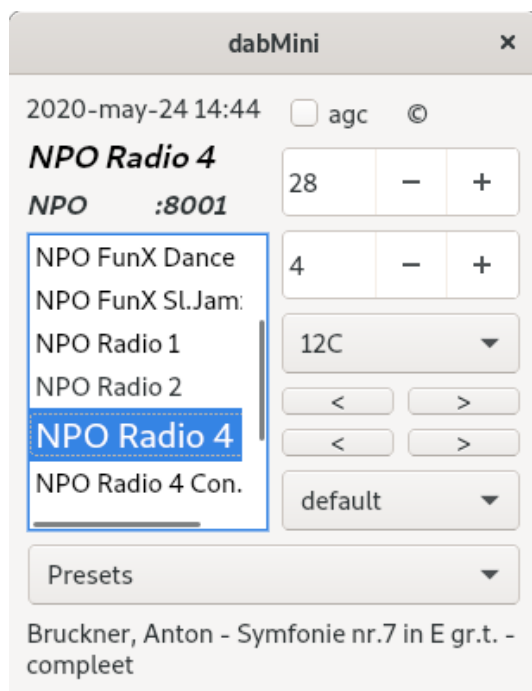 dabMini ×
2020-may-24 14:44
agc ©
NPO Radio 4
NPO :8001
28 − +
4 − +
NPO FunX Dance
NPO FunX Sl.Jam
NPO Radio 1
NPO Radio 2
NPO Radio 4
NPO Radio 4 Con.
12C
< >
< >
default
Presets
Bruckner, Anton - Symfonie nr.7 in E gr.t. -
compleet